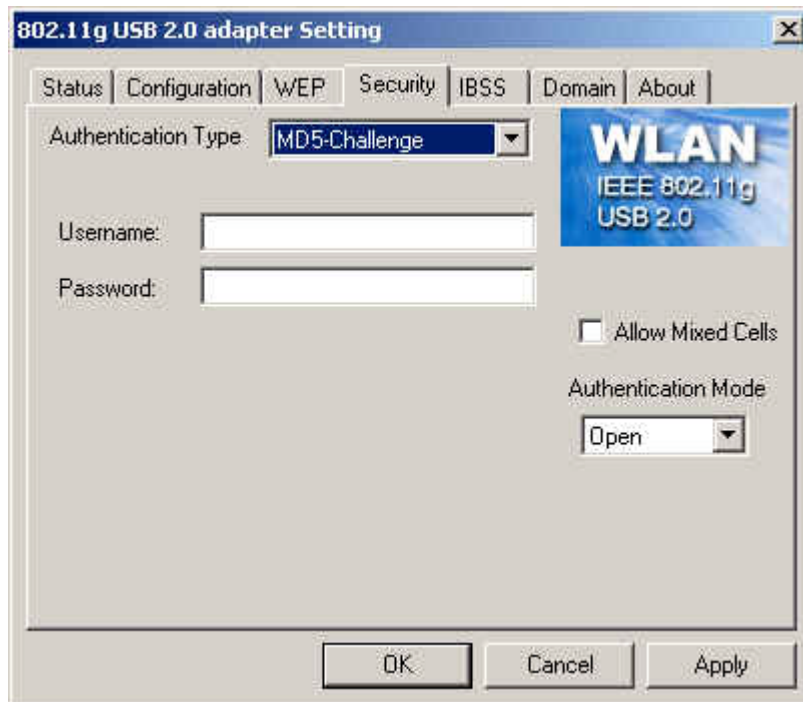 802.11g USB 2.0 adapter Setting
Status Configuration WEP Security IBSS Domain About
Authentication Type MD5-Challenge
WLAN
IEEE 802.11g
USB 2.0
Username:
Password:
Allow Mixed Cells
Authentication Mode
Open
OK Cancel Apply